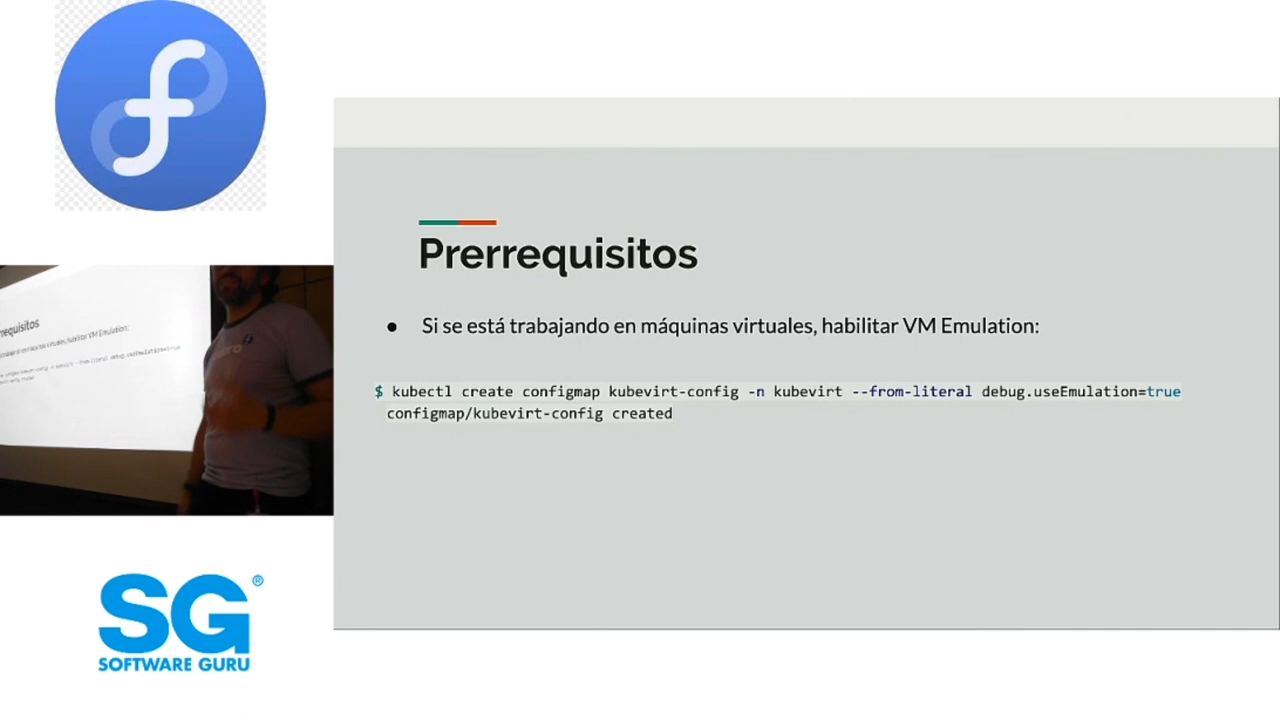 Prerrequisitos
● Si se está trabajando en máquinas virtuales, habilitar VM Emulation:
$ kubectl create configmap kubevirt-config -n kubevirt --from-literal debug.useEmulation=true
configmap/kubevirt-config created
requisitos
SG®
SOFTWARE GURU